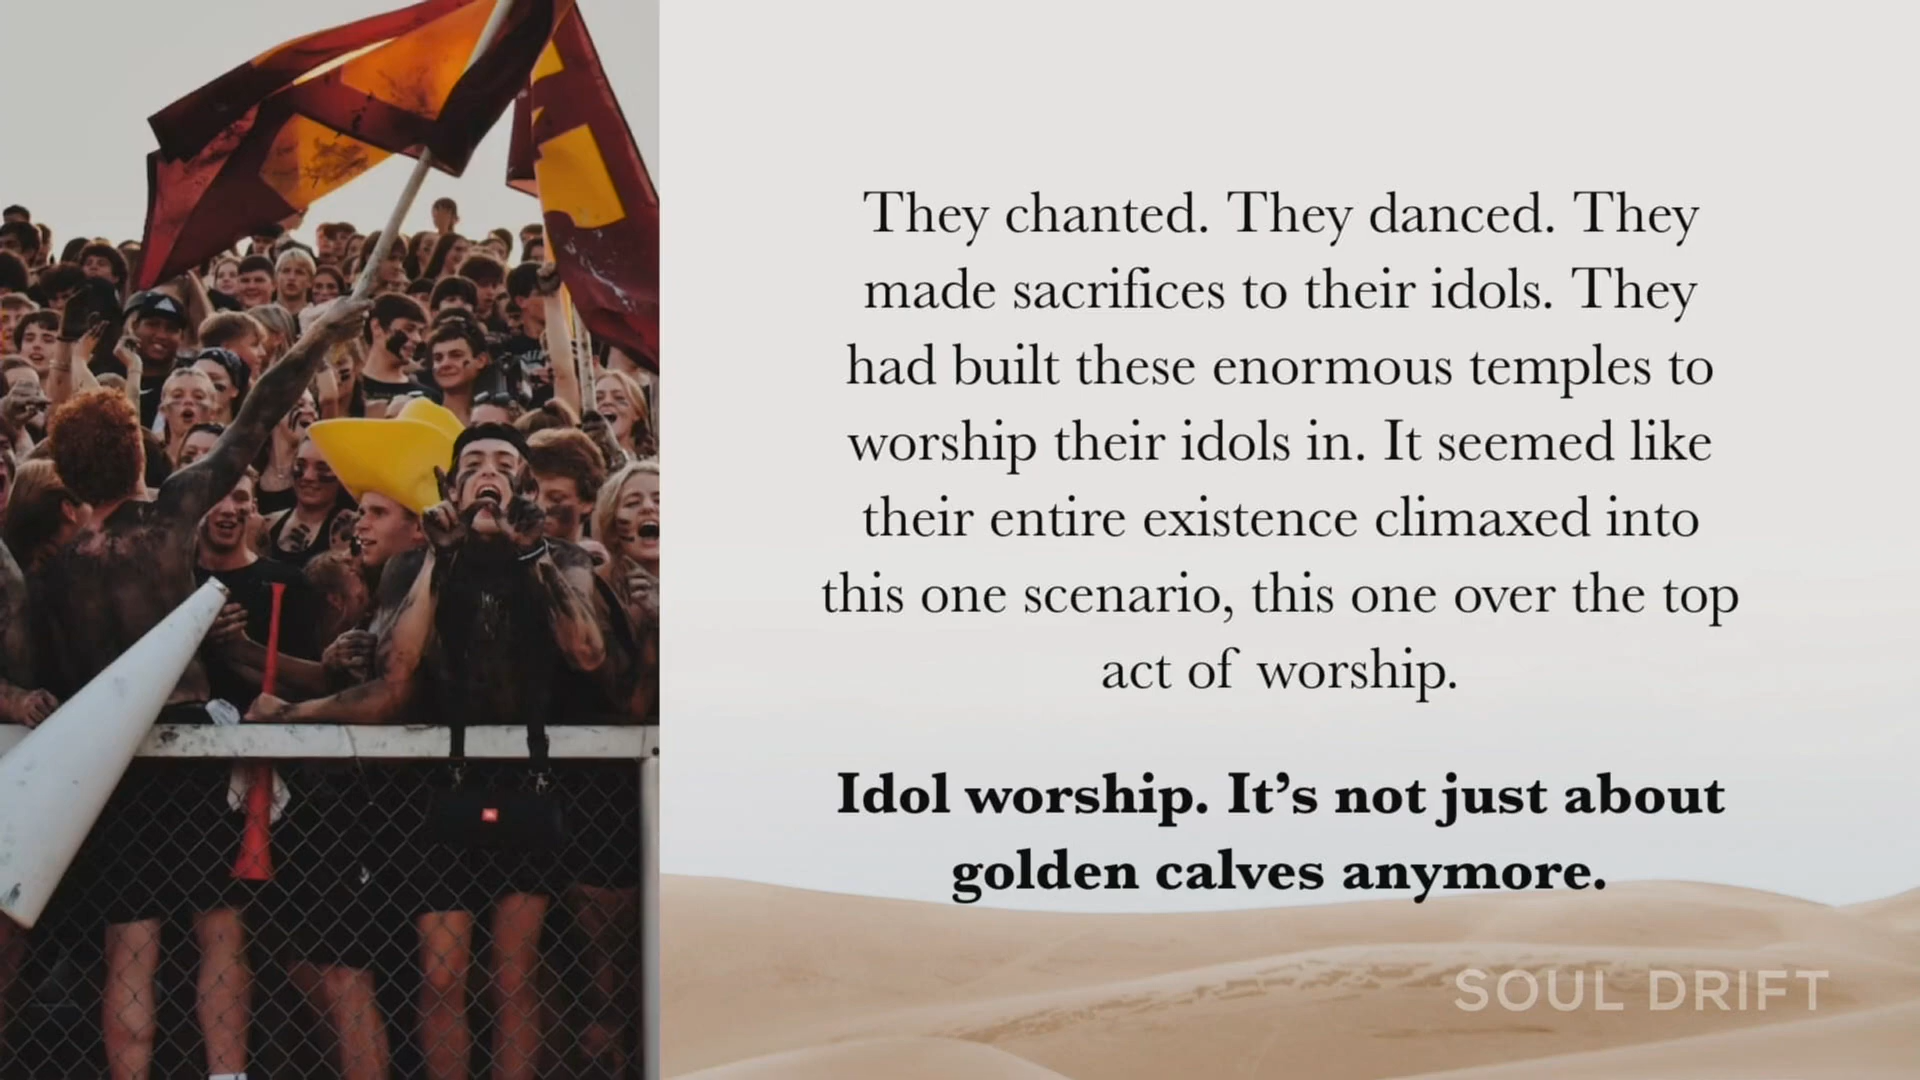 They chanted. They danced. They
made sacrifices to their idols. They
had built these enormous temples to
worship their idols in. It seemed like
their entire existence climaxed into
this one scenario, this one over the top
act of worship.
Idol worship. It’s not just about
golden calves anymore.
SOUL DRIFT